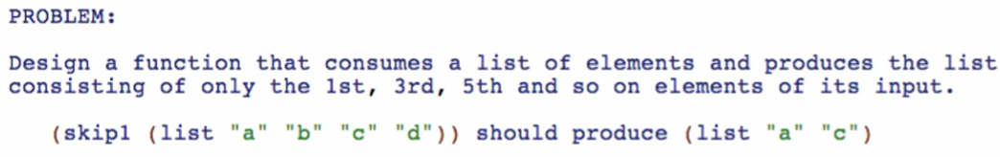 PROBLEM:
Design a function that consumes a list of elements and produces the list
consisting of only the 1st, 3rd, 5th and so on elements of its input.
(skip1 (list "a" "b" "c" "d")) should produce (list "a" "c")